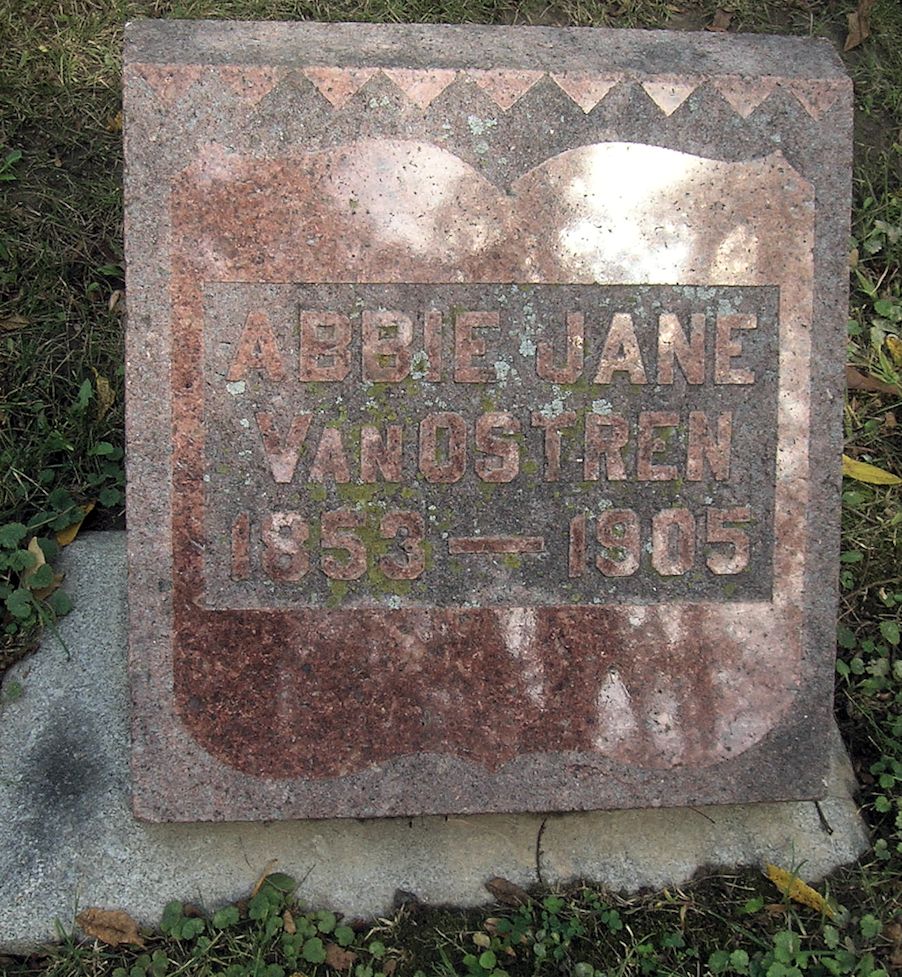 ABBIE JANE
VANOSTREN
1853 — 1905